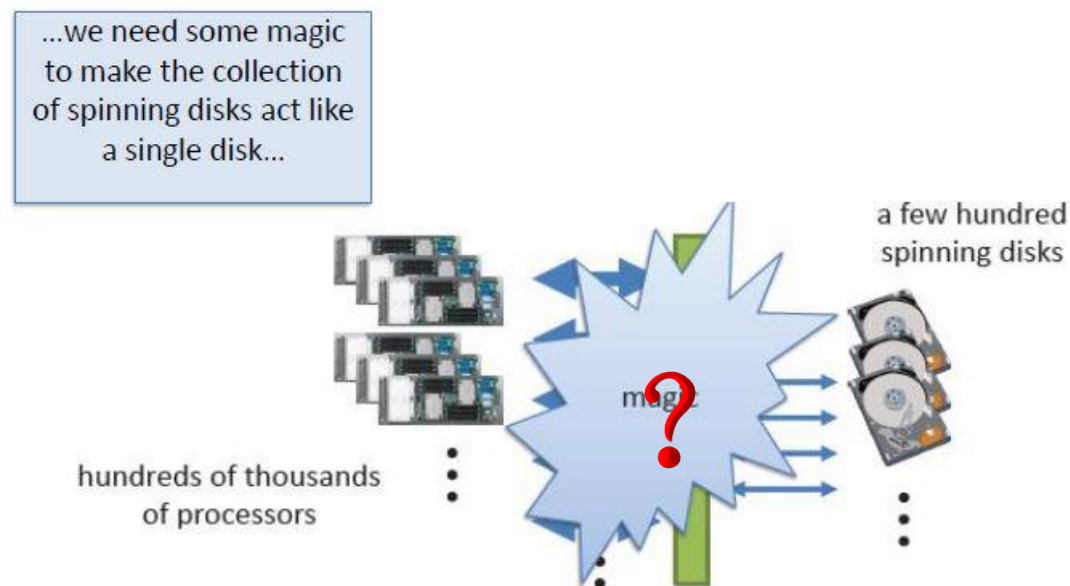 ...we need some magic
to make the collection
of spinning disks act like
a single disk...
a few hundred
spinning disks
magic
?
hundreds of thousands
of processors